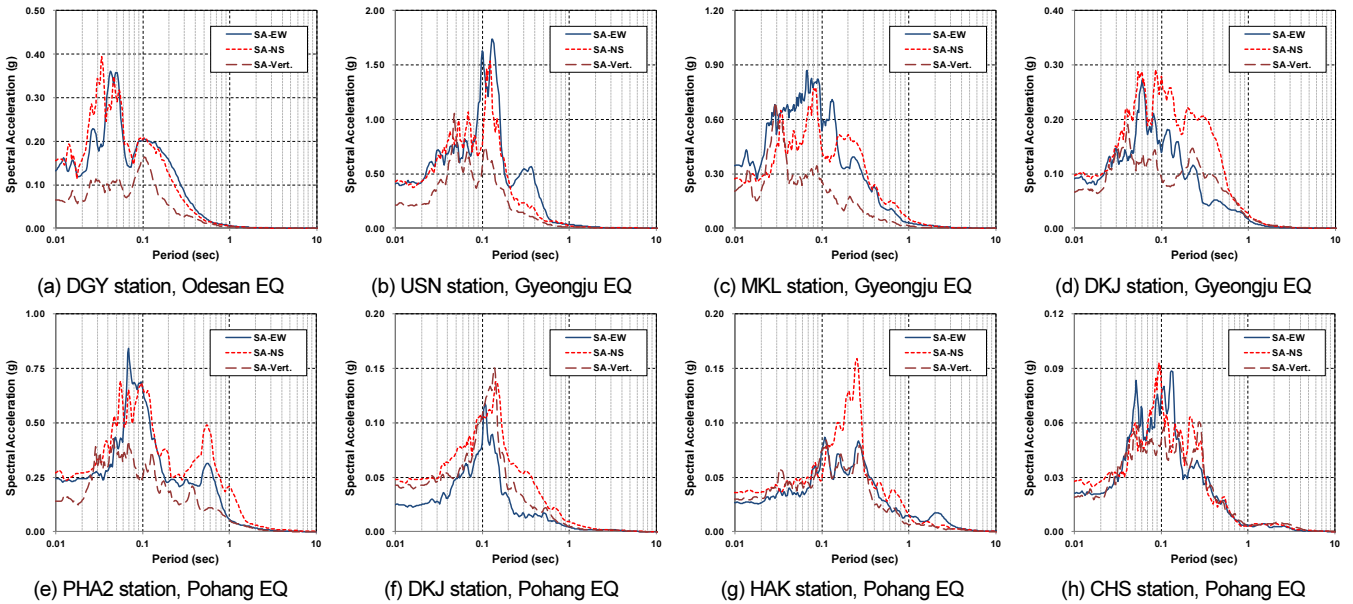 0.50
0.40
0.30
0.20
0.10
0.00
Spectral Acceleration (g)
SA-EW
SA-NS
SA-Vert.
0.01
0.1
1
10
Period (sec)
(a) DGY station, Odesan EQ
2.00
1.50
1.00
0.50
0.00
Spectral Acceleration (g)
SA-EW
SA-NS
SA-Vert.
0.01
0.1
1
10
Period (sec)
(b) USN station, Gyeongju EQ
1.20
0.90
0.60
0.30
0.00
Spectral Acceleration (g)
SA-EW
SA-NS
SA-Vert.
0.01
0.1
1
10
Period (sec)
(c) MKL station, Gyeongju EQ
0.40
0.30
0.20
0.10
0.00
Spectral Acceleration (g)
SA-EW
SA-NS
SA-Vert.
0.01
0.1
1
10
Period (sec)
(d) DKJ station, Gyeongju EQ
1.00
0.75
0.50
0.25
0.00
Spectral Acceleration (g)
SA-EW
SA-NS
SA-Vert.
0.01
0.1
1
10
Period (sec)
(e) PHA2 station, Pohang EQ
0.20
0.15
0.10
0.05
0.00
Spectral Acceleration (g)
SA-EW
SA-NS
SA-Vert.
0.01
0.1
1
10
Period (sec)
(f) DKJ station, Pohang EQ
0.20
0.15
0.10
0.05
0.00
Spectral Acceleration (g)
SA-EW
SA-NS
SA-Vert.
0.01
0.1
1
10
Period (sec)
(g) HAK station, Pohang EQ
0.12
0.09
0.06
0.03
0.00
Spectral Acceleration (g)
SA-EW
SA-NS
SA-Vert.
0.01
0.1
1
10
Period (sec)
(h) CHS station, Pohang EQ